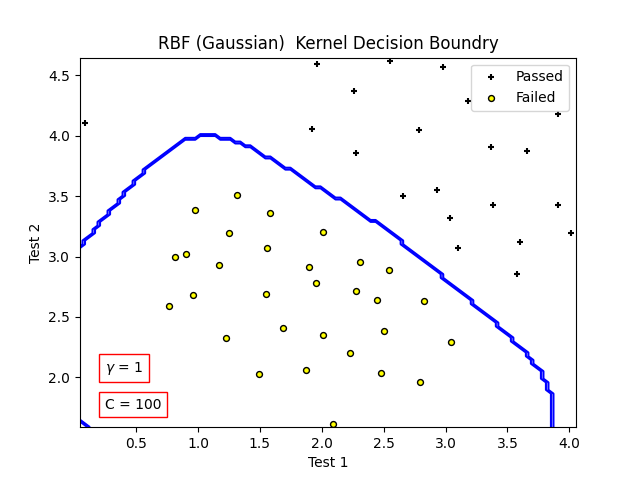 RBF (Gaussian)  Kernel Decision Boundry
Passed
Failed
4.5
4.0
3.5
3.0
2.5
2.0
Test 2
γ = 1
C = 100
0.5
1.0
1.5
2.0
2.5
3.0
3.5
4.0
Test 1